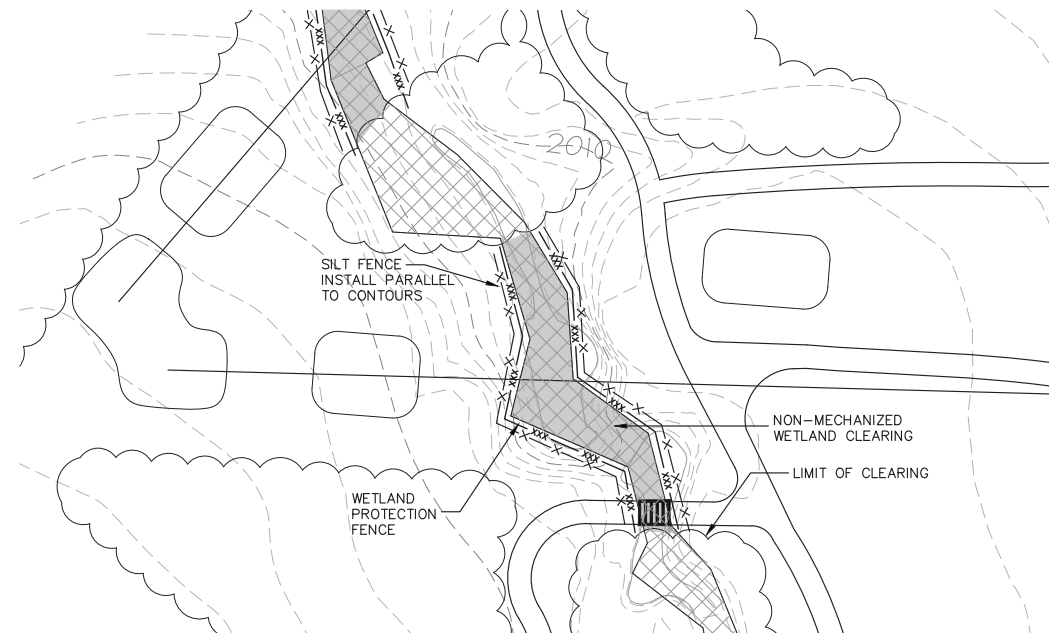 2010
SILT FENCE
INSTALL PARALLEL
TO CONTOURS
NON-MECHANIZED
WETLAND CLEARING
LIMIT OF CLEARING
WETLAND
PROTECTION
FENCE